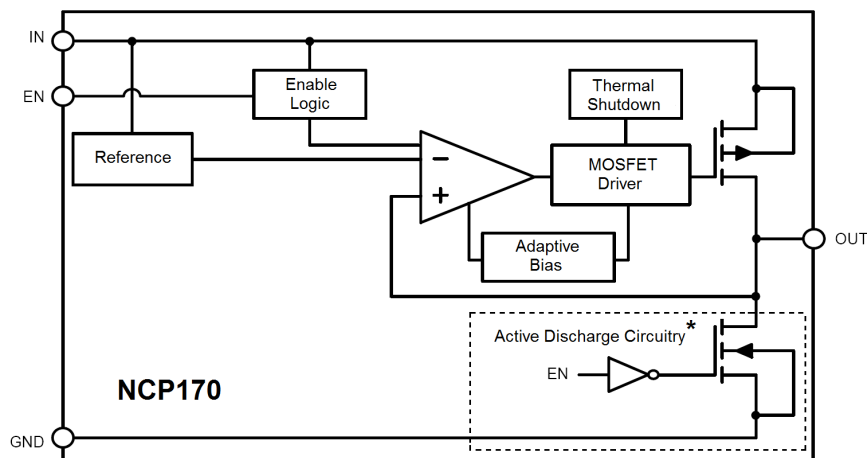 IN
EN
Enable
Logic
Thermal
Shutdown
Reference
−
+
MOSFET
Driver
Adaptive
Bias
OUT
Active Discharge Circuitry*
EN
NCP170
GND